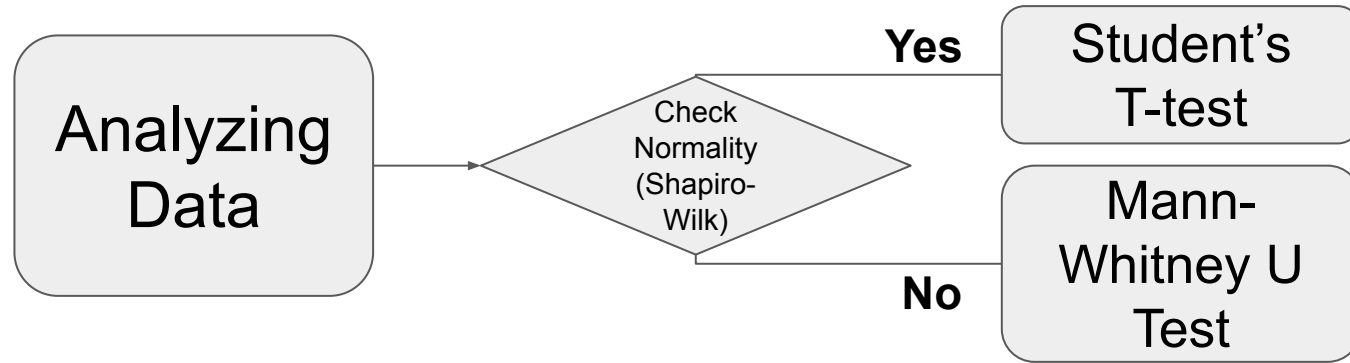 Analyzing
Data
Check
Normality
(Shapiro-
Wilk)
Yes
Student’s
T-test
No
Mann-
Whitney U
Test